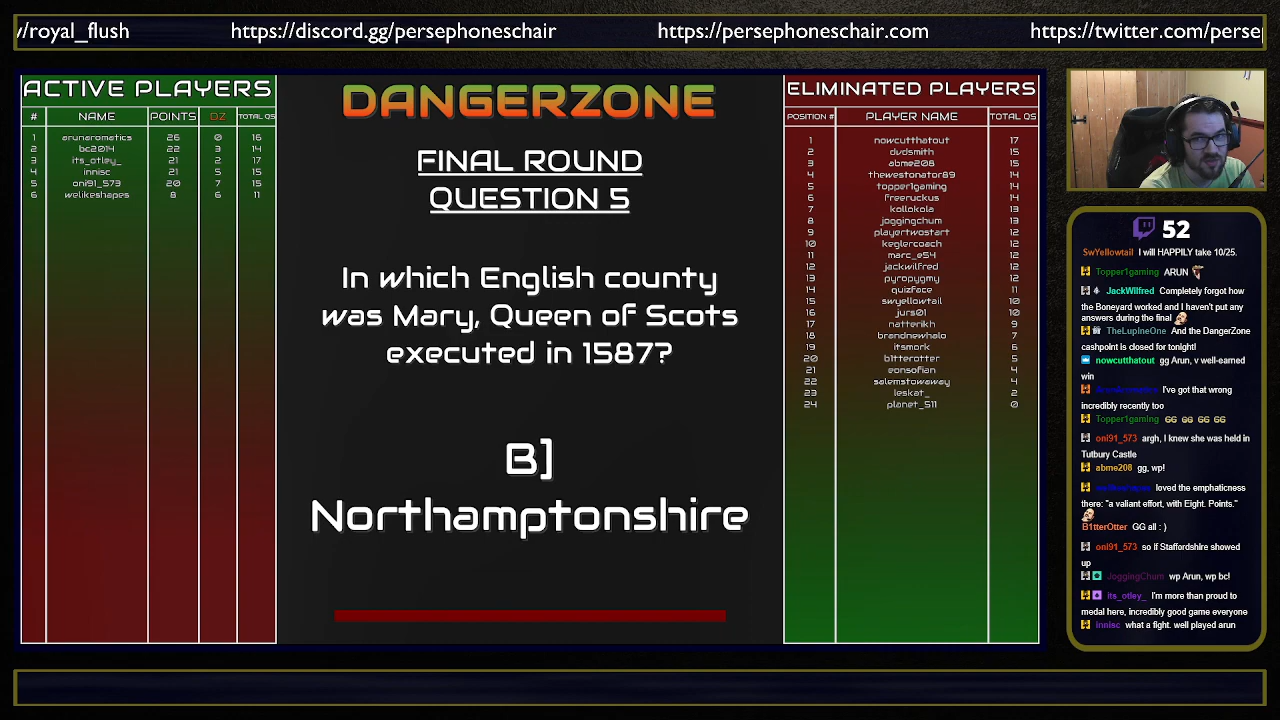 /royal_flush https://discord.gg/persephoneschair https://persephoneschair.com https://twitter.com/perse
ACTIVE PLAYERS
# NAME POINTS DZ TOTAL QS
1 arunaromatics 26 0 16
2 bc2014 22 3 14
3 its_otley_ 21 2 17
4 innisc 21 5 15
5 oni91_573 20 7 15
6 welikeshapes 8 6 11
DANGERZONE
FINAL ROUND
QUESTION 5
In which English county
was Mary, Queen of Scots
executed in 1587?
B]
Northamptonshire
ELIMINATED PLAYERS
POSITION # PLAYER NAME TOTAL QS
1 nowcutthatout 17
2 dvdsmith 15
3 abme208 15
4 thewestonator89 14
5 topper1gaming 14
6 freeruckus 14
7 kollokola 13
8 joggingchum 13
9 playertwostart 12
10 keglercoach 12
11 marc_e54 12
12 jackwilfred 12
13 pyropygmy 12
14 quizface 11
15 swyellowtail 10
16 jurs01 10
17 natterikh 9
18 brandnewhalo 7
19 itsmork 6
20 b1tterotter 5
21 eonsofian 4
22 salemstowaway 4
23 leskat_ 2
24 planet_511 0
52
SwYellowtail I will HAPPILY take 10/25.
Topper1gaming ARUN
JackWilfred Completely forgot how
the Boneyard worked and I haven't put any
answers during the final
TheLupineOne And the DangerZone
cashpoint is closed for tonight!
nowcutthatout gg Arun, v well-earned
win
I've got that wrong
incredibly recently too
Topper1gaming GG GG GG GG
oni91_573 argh, I knew she was held in
Tutbury Castle
abme208 gg, wp!
loved the emphaticness
there: "a valiant effort, with Eight. Points."
B1tterOtter GG all : )
oni91_573 so if Staffordshire showed
up
JoggingChum wp Arun, wp bc!
its_otley_ I'm more than proud to
medal here, incredibly good game everyone
innisc what a fight. well played arun